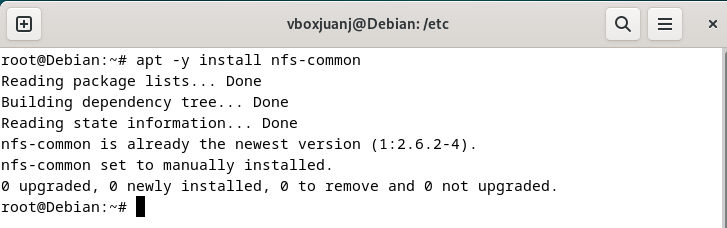 vboxjuanj@Debian: /etc
root@Debian:~# apt -y install nfs-common
Reading package lists... Done
Building dependency tree... Done
Reading state information... Done
nfs-common is already the newest version (1:2.6.2-4).
nfs-common set to manually installed.
0 upgraded, 0 newly installed, 0 to remove and 0 not upgraded.
root@Debian:~#